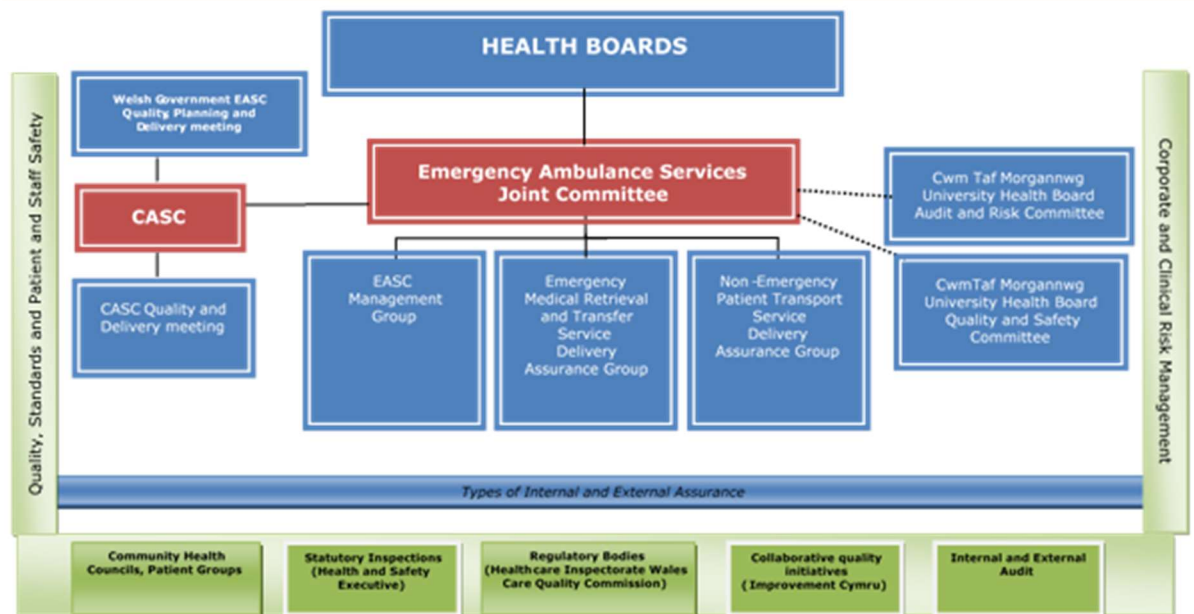 HEALTH BOARDS
Welsh Government EASC
Quality, Planning and
Delivery meeting
Emergency Ambulance Services
Joint Committee
CASC
Cwm Taf Morgannwg
University Health Board
Audit and Risk Committee
CASC Quality and
Delivery meeting
EASC
Management
Group
Emergency
Medical Retrieval
and Transfer
Service
Delivery
Assurance Group
Non-Emergency
Patient Transport
Service
Delivery
Assurance Group
CwmTaf Morgannwg
University Health Board
Quality and Safety
Committee
Quality, Standards and Patient and Staff Safety
Corporate and Clinical Risk Management
Types of Internal and External Assurance
Community Health
Councils, Patient Groups
Statutory Inspections
(Health and Safety
Executive)
Regulatory Bodies
(Healthcare Inspectorate Wales
Care Quality Commission)
Collaborative quality
initiatives
(Improvement Cymru)
Internal and External
Audit